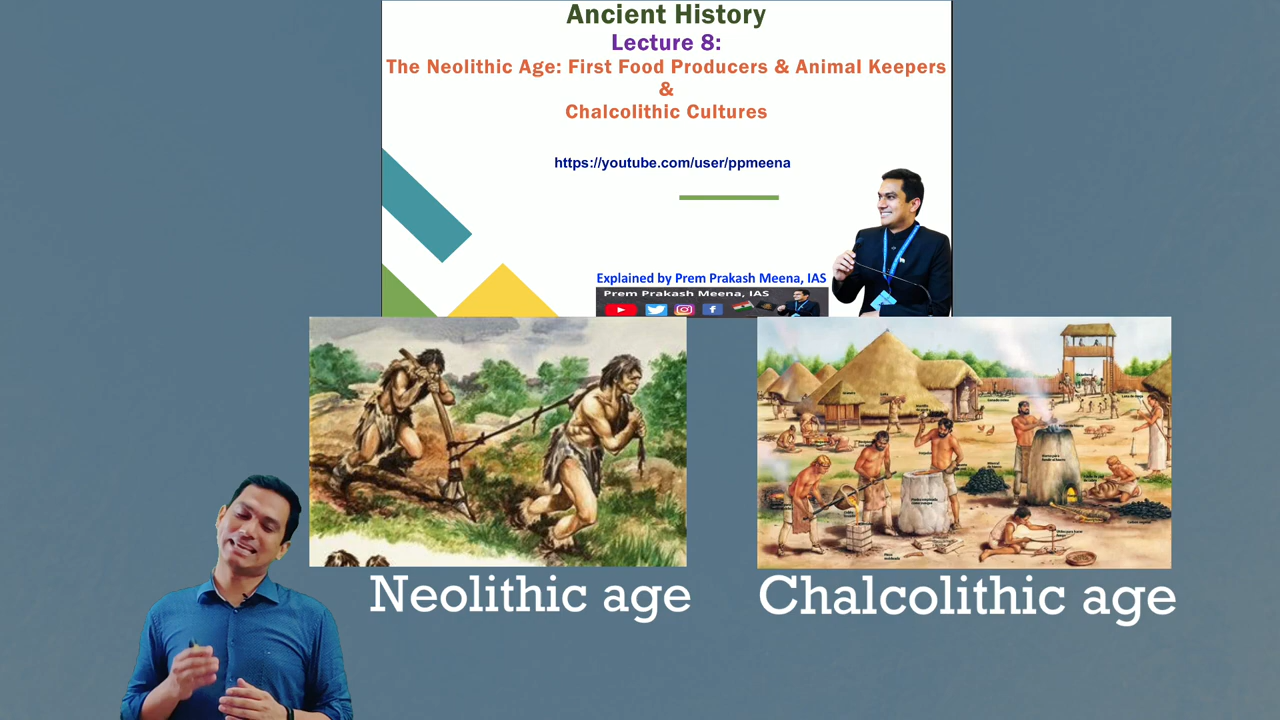 Ancient History
Lecture 8:
The Neolithic Age: First Food Producers & Animal Keepers
&
Chalcolithic Cultures
https://youtube.com/user/ppmeena
Explained by Prem Prakash Meena, IAS
Prem Prakash Meena, IAS
Neolithic age
Chalcolithic age